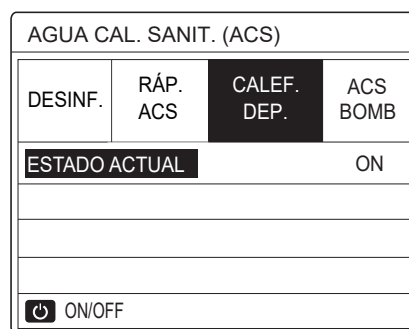 AGUA CAL. SANIT. (ACS)
DESINF. RÁP. ACS CALEF. DEP. ACS BOMB
ESTADO ACTUAL ON
ON/OFF